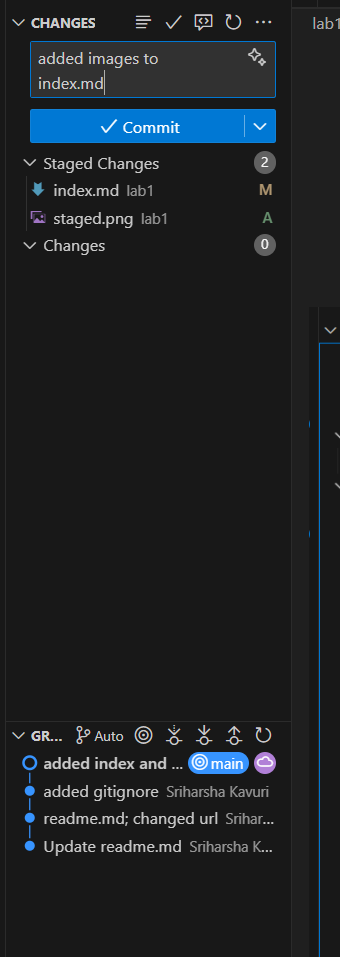 CHANGES
lab1
added images to
index.md
Commit
Staged Changes 2
index.md lab1 M
staged.png lab1 A
Changes 0
GR... Auto
added index and ... main
added gitignore Sriharsha Kavuri
readme.md; changed url Srihar...
Update readme.md Sriharsha K...